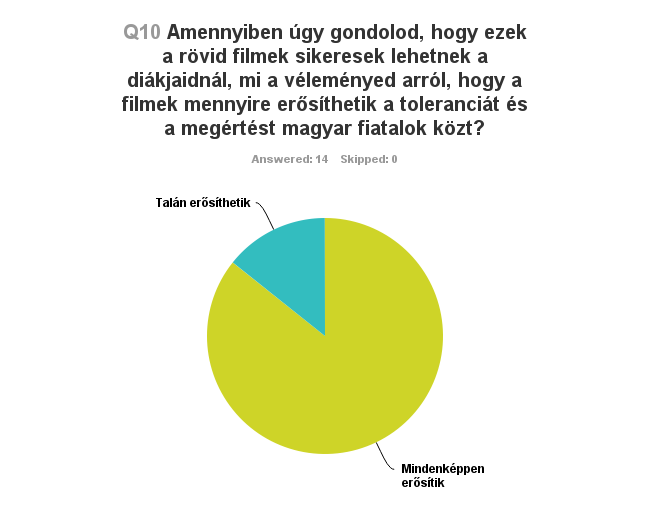 Q10 Amennyiben úgy gondolod, hogy ezek
a rövid filmek sikeresek lehetnek a
diákjaidnál, mi a véleményed arról, hogy a
filmek mennyire erősíthetik a toleranciát és
a megértést magyar fiatalok közt?
Answered: 14 Skipped: 0
Talán erősíthetik
Mindenképpen
erősítik